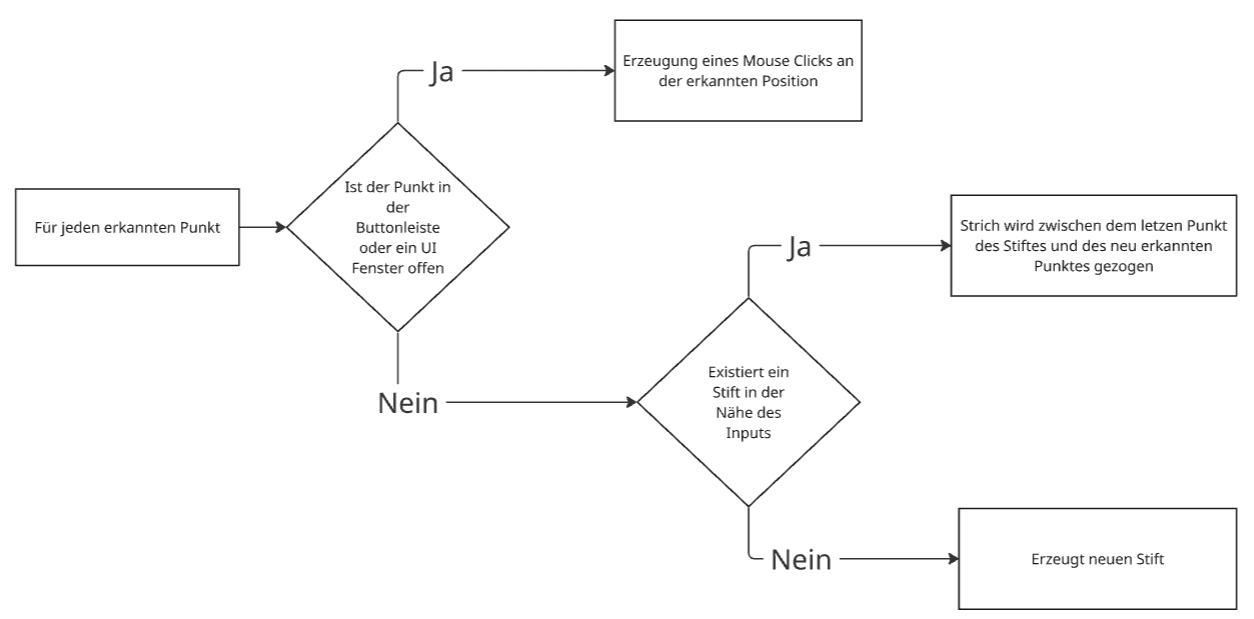 Ja
Erzeugung eines Mouse Clicks an
der erkannten Position
Für jeden erkannten Punkt
Ist der Punkt in
der
Buttonleiste
oder ein UI
Fenster offen
Ja
Strich wird zwischen dem letzen Punkt
des Stiftes und des neu erkannten
Punktes gezogen
Nein
Existiert ein
Stift in der
Nähe des
Inputs
Nein
Erzeugt neuen Stift